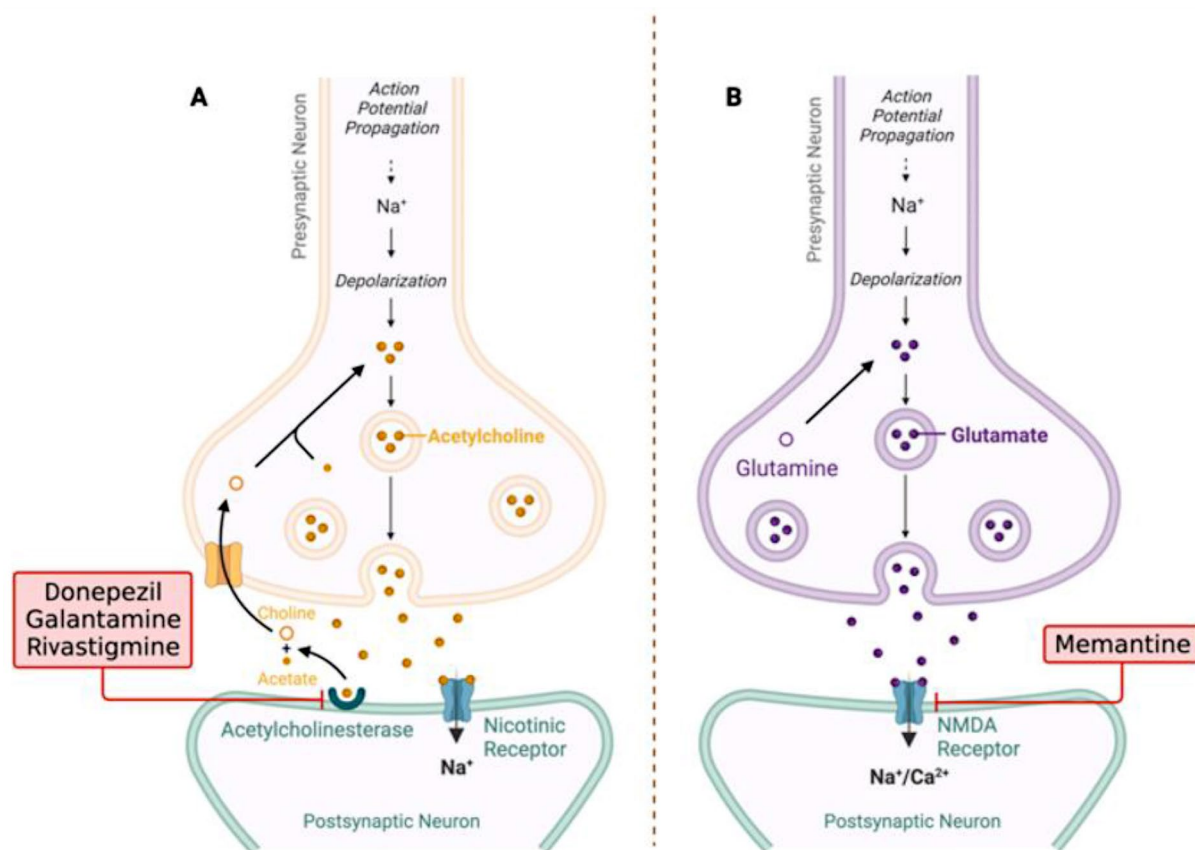 A
Presynaptic Neuron
Action
Potential
Propagation
Na⁺
Depolarization
Acetylcholine
Donepezil
Galantamine
Rivastigmine
Choline
+
Acetate
Acetylcholinesterase
Nicotinic
Receptor
Na⁺
Postsynaptic Neuron
B
Presynaptic Neuron
Action
Potential
Propagation
Na⁺
Depolarization
Glutamate
Glutamine
Memantine
NMDA
Receptor
Na⁺/Ca²⁺
Postsynaptic Neuron